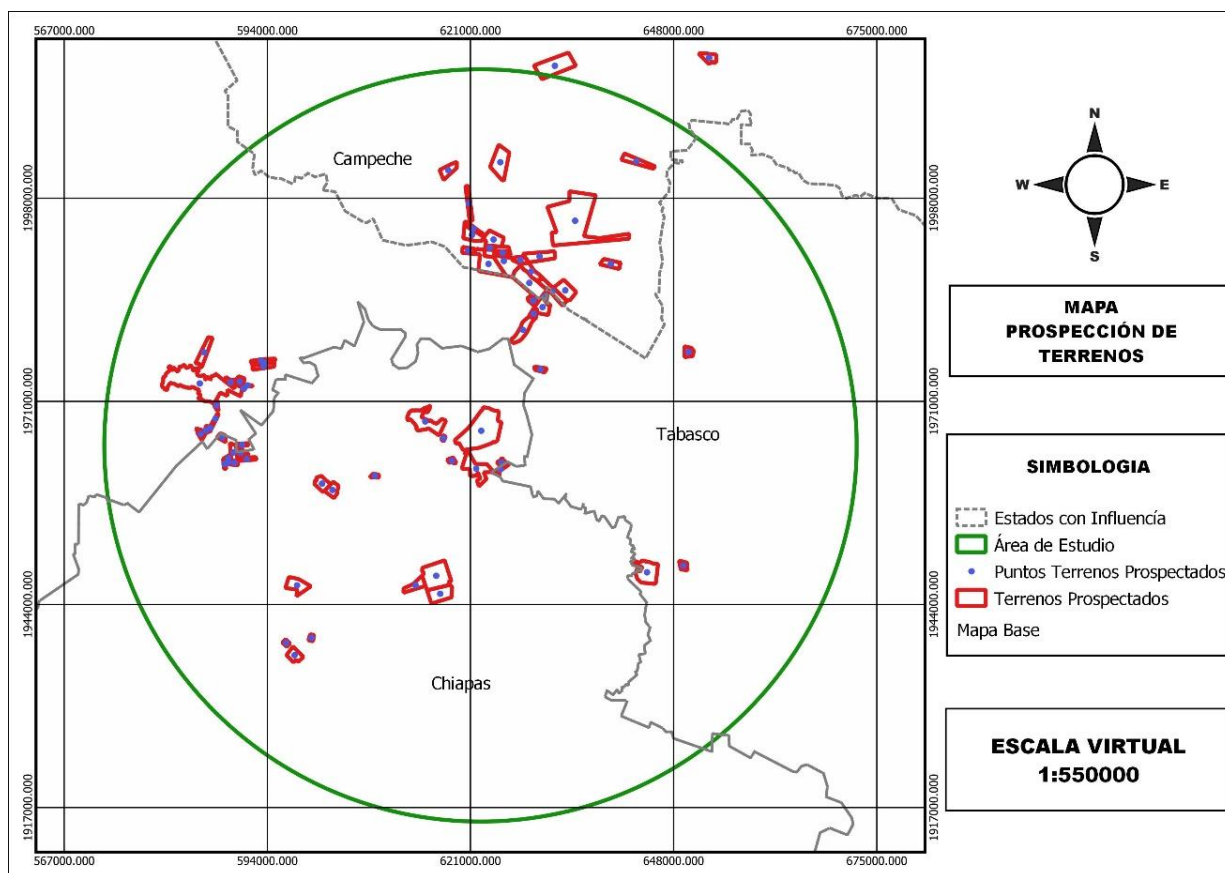 567000.000 594000.000 621000.000 648000.000 675000.000
1998000.000 1998000.000
1971000.000 1971000.000
1944000.000 1944000.000
1917000.000 1917000.000
Campeche
Tabasco
Chiapas
567000.000 594000.000 621000.000 648000.000 675000.000
N
W E
S
MAPA
PROSPECCIÓN DE
TERRENOS
SIMBOLOGIA
Estados con Influencía
Área de Estudio
Puntos Terrenos Prospectados
Terrenos Prospectados
Mapa Base
ESCALA VIRTUAL
1:550000